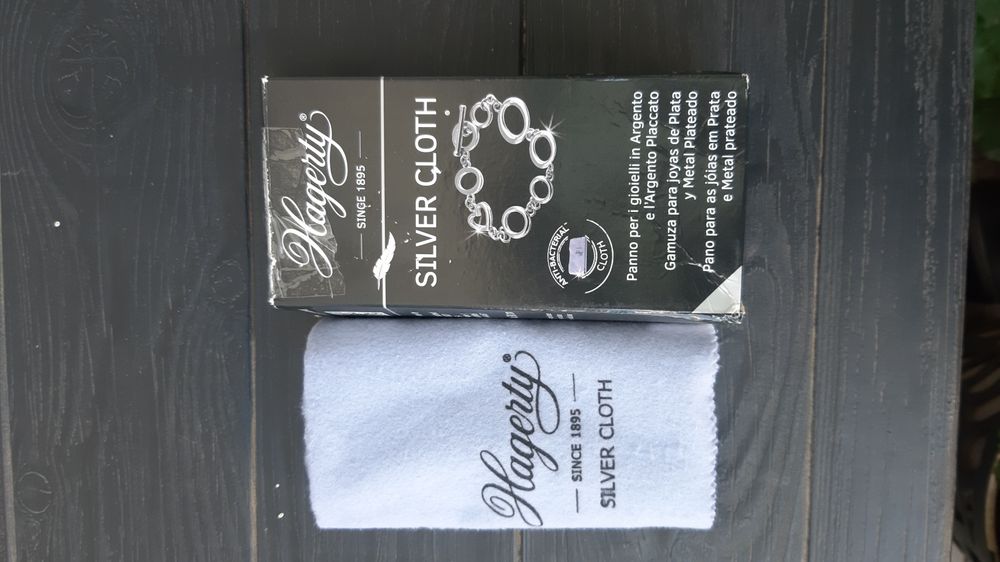 Hagerty®
SINCE 1895
SILVER CLOTH
ANTI-BACTERIAL
CLOTH
Panno per i gioielli in Argento
e l'Argento Placcato
Gamuza para joyas de Plata
y Metal Plateado
Pano para as jóias em Prata
e Metal prateado
Hagerty®
SINCE 1895
SILVER CLOTH